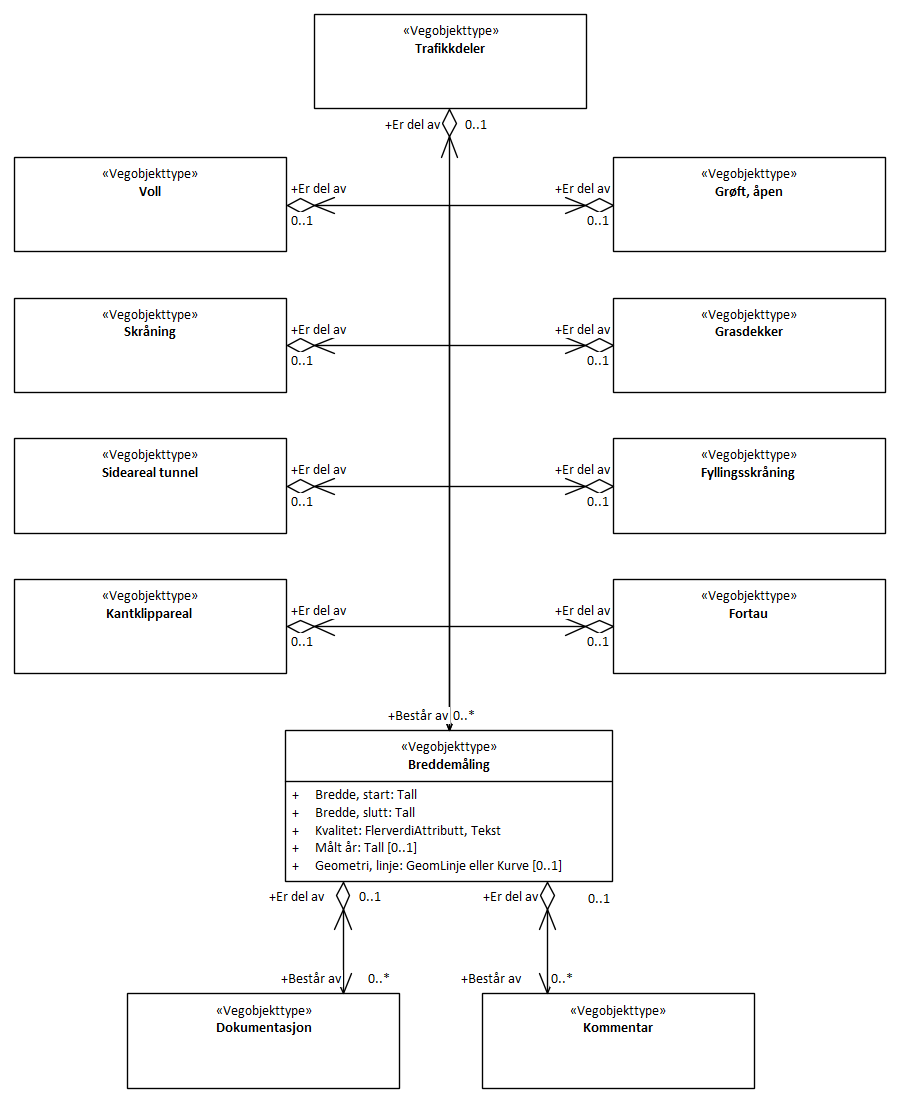 «Vegobjekttype»
Trafikkdeler
+Er del av 0..1
«Vegobjekttype»
Voll
+Er del av
0..1
«Vegobjekttype»
Grøft, åpen
+Er del av
0..1
«Vegobjekttype»
Skråning
+Er del av
0..1
«Vegobjekttype»
Grasdekker
+Er del av
0..1
«Vegobjekttype»
Sideareal tunnel
+Er del av
0..1
«Vegobjekttype»
Fyllingsskråning
+Er del av
0..1
«Vegobjekttype»
Kantklippareal
+Er del av
0..1
«Vegobjekttype»
Fortau
+Er del av
0..1
+Består av 0..*
«Vegobjekttype»
Breddemåling
+ Bredde, start: Tall
+ Bredde, slutt: Tall
+ Kvalitet: FlerverdiAttributt, Tekst
+ Målt år: Tall [0..1]
+ Geometri, linje: GeomLinje eller Kurve [0..1]
+Er del av 0..1
+Er del av 0..1
+Består av 0..*
+Består av 0..*
«Vegobjekttype»
Dokumentasjon
«Vegobjekttype»
Kommentar